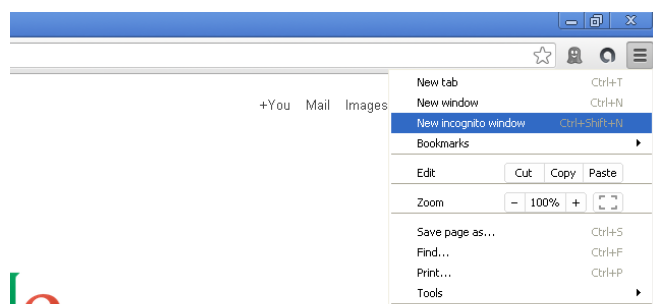 +You Mail Images
New tab Ctrl+T
New window Ctrl+N
New incognito window Ctrl+Shift+N
Bookmarks
Edit Cut Copy Paste
Zoom - 100% +
Save page as... Ctrl+S
Find... Ctrl+F
Print... Ctrl+P
Tools